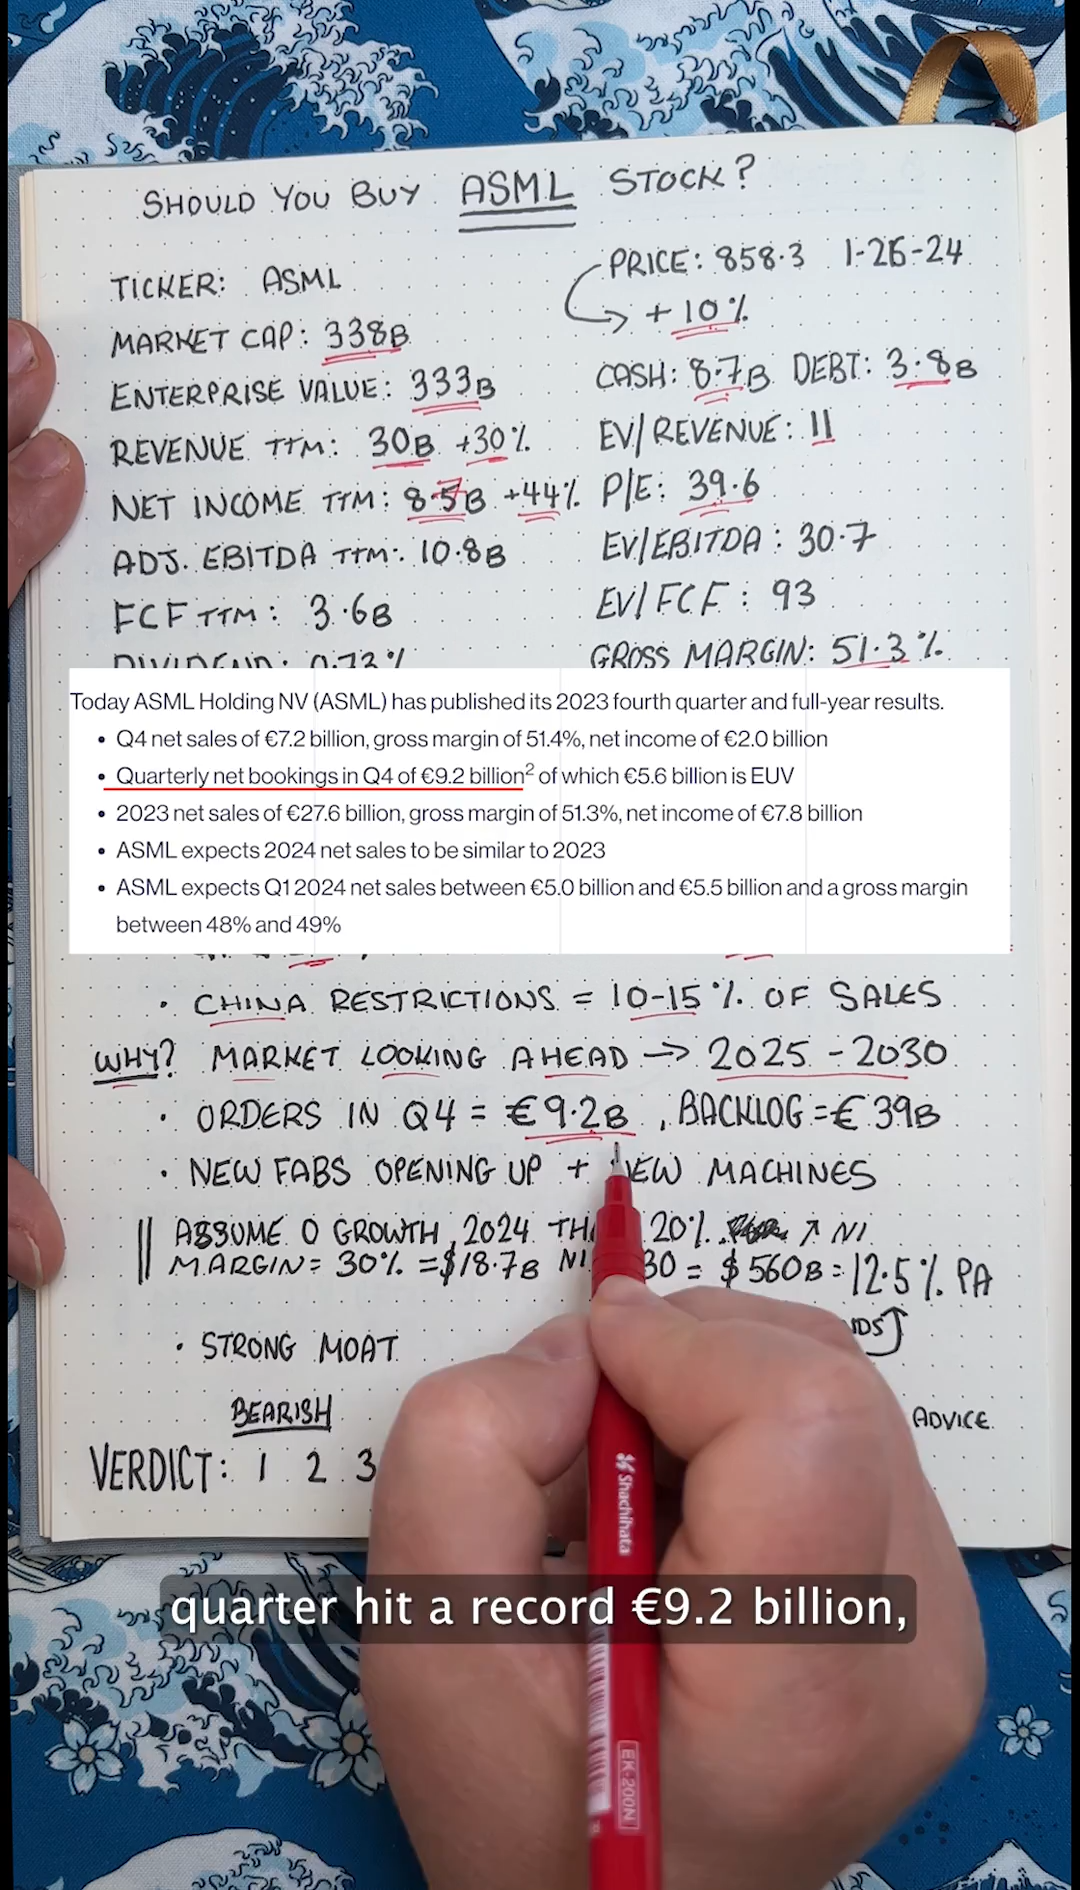 SHOULD YOU BUY ASML STOCK?
TICKER: ASML
PRICE: 858.3 1-26-24
+ 10%
MARKET CAP: 338B
ENTERPRISE VALUE: 333B
CASH: 8.7B DEBT: 3.8B
REVENUE TTM: 30B +30%
EV/REVENUE: 11
NET INCOME TTM: 8.5B +44%
P/E: 39.6
ADJ. EBITDA TTM: 10.8B
EV/EBITDA: 30.7
FCF TTM: 3.6B
EV/FCF: 93
DIVIDEND: 0.73%
GROSS MARGIN: 51.3%
Today ASML Holding NV (ASML) has published its 2023 fourth quarter and full-year results.
• Q4 net sales of €7.2 billion, gross margin of 51.4%, net income of €2.0 billion
• Quarterly net bookings in Q4 of €9.2 billion² of which €5.6 billion is EUV
• 2023 net sales of €27.6 billion, gross margin of 51.3%, net income of €7.8 billion
• ASML expects 2024 net sales to be similar to 2023
• ASML expects Q1 2024 net sales between €5.0 billion and €5.5 billion and a gross margin
between 48% and 49%
• CHINA RESTRICTIONS = 10-15% OF SALES
WHY? MARKET LOOKING AHEAD → 2025 - 2030
• ORDERS IN Q4 = €9.2B, BACKLOG = €39B
• NEW FABS OPENING UP + NEW MACHINES
ASSUME 0 GROWTH 2024 TH 20% ↗ NI
MARGIN = 30% = $18.7B NI 30 = $560B = 12.5% PA
• STRONG MOAT
BEARISH
ADVICE
VERDICT: 1 2 3
Shachihata
EK-200N
quarter hit a record €9.2 billion,